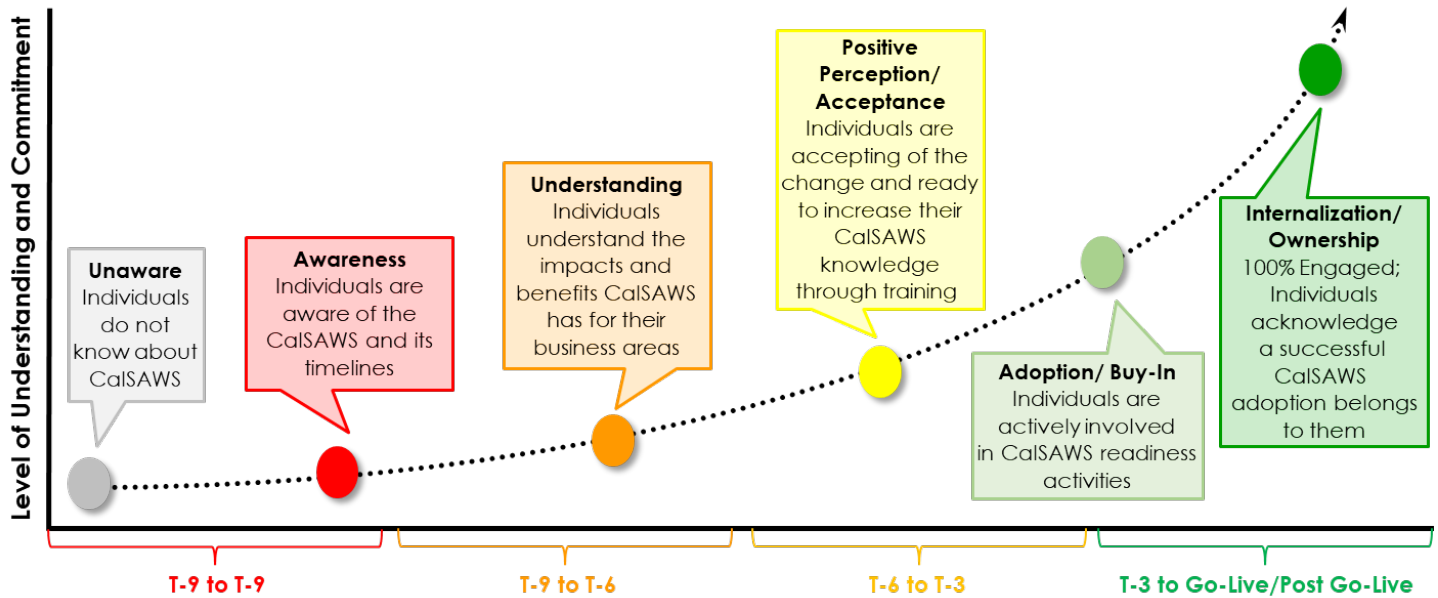 Level of Understanding and Commitment
Unaware
Individuals
do not
know about
CalSAWS
Awareness
Individuals are
aware of the
CalSAWS and its
timelines
Understanding
Individuals
understand the
impacts and
benefits CalSAWS
has for their
business areas
Positive
Perception/
Acceptance
Individuals are
accepting of the
change and ready
to increase their
CalSAWS
knowledge
through training
Adoption/ Buy-In
Individuals are
actively involved
in CalSAWS readiness
activities
Internalization/
Ownership
100% Engaged;
Individuals
acknowledge
a successful
CalSAWS
adoption belongs
to them
T-9 to T-9
T-9 to T-6
T-6 to T-3
T-3 to Go-Live/Post Go-Live